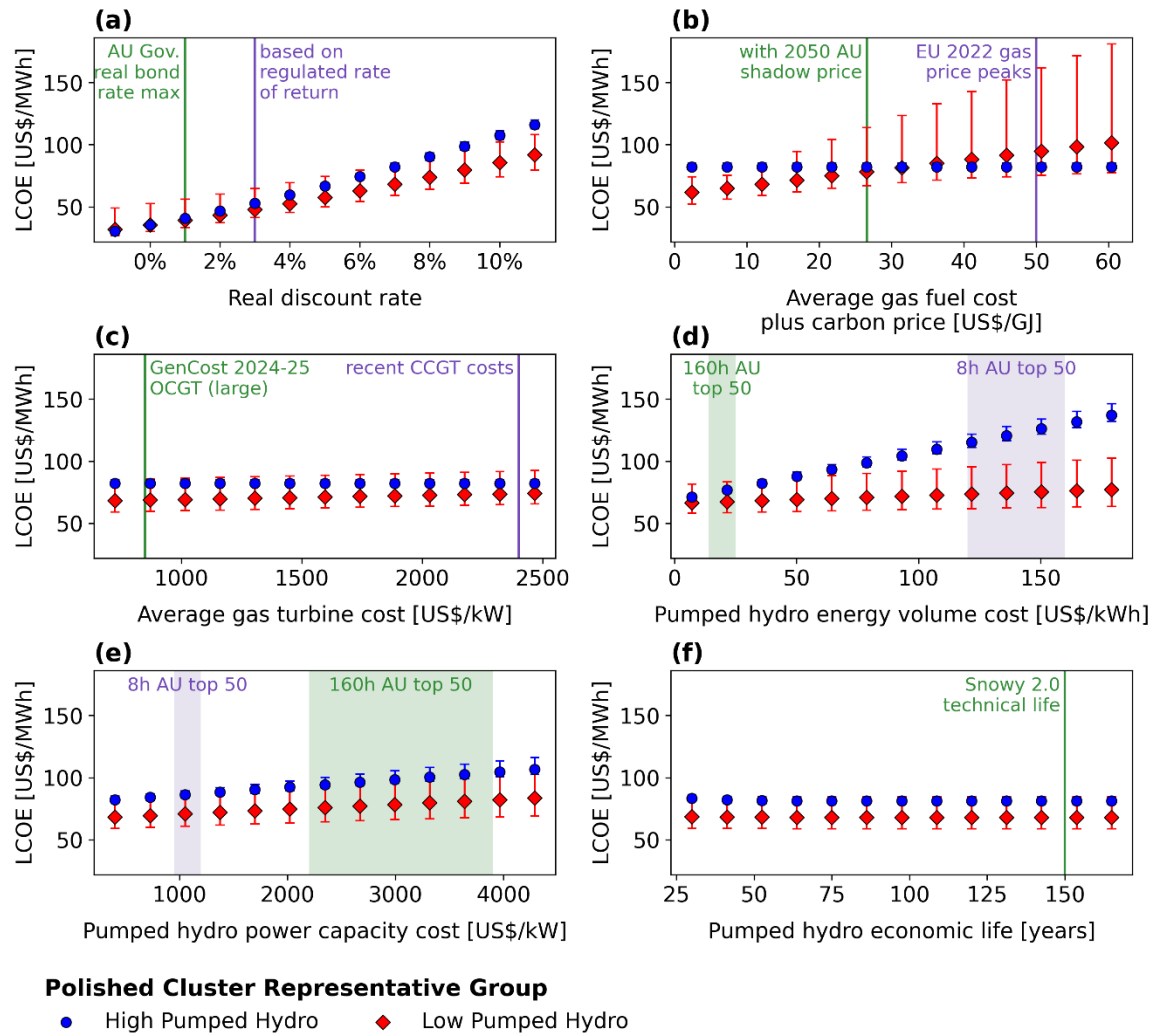 (a)
AU Gov.
real bond
rate max
based on
regulated rate
of return
LCOE [US$/MWh]
150
100
50
0%
2%
4%
6%
8%
10%
Real discount rate
(b)
with 2050 AU
shadow price
EU 2022 gas
price peaks
LCOE [US$/MWh]
150
100
50
0
10
20
30
40
50
60
Average gas fuel cost
plus carbon price [US$/GJ]
(c)
GenCost 2024-25
OCGT (large)
recent CCGT costs
LCOE [US$/MWh]
150
100
50
1000
1500
2000
2500
Average gas turbine cost [US$/kW]
(d)
160h AU
top 50
8h AU top 50
LCOE [US$/MWh]
150
100
50
0
50
100
150
Pumped hydro energy volume cost [US$/kWh]
(e)
8h AU top 50
160h AU top 50
LCOE [US$/MWh]
150
100
50
1000
2000
3000
4000
Pumped hydro power capacity cost [US$/kW]
(f)
Snowy 2.0
technical life
LCOE [US$/MWh]
150
100
50
25
50
75
100
125
150
Pumped hydro economic life [years]
Polished Cluster Representative Group
High Pumped Hydro
Low Pumped Hydro